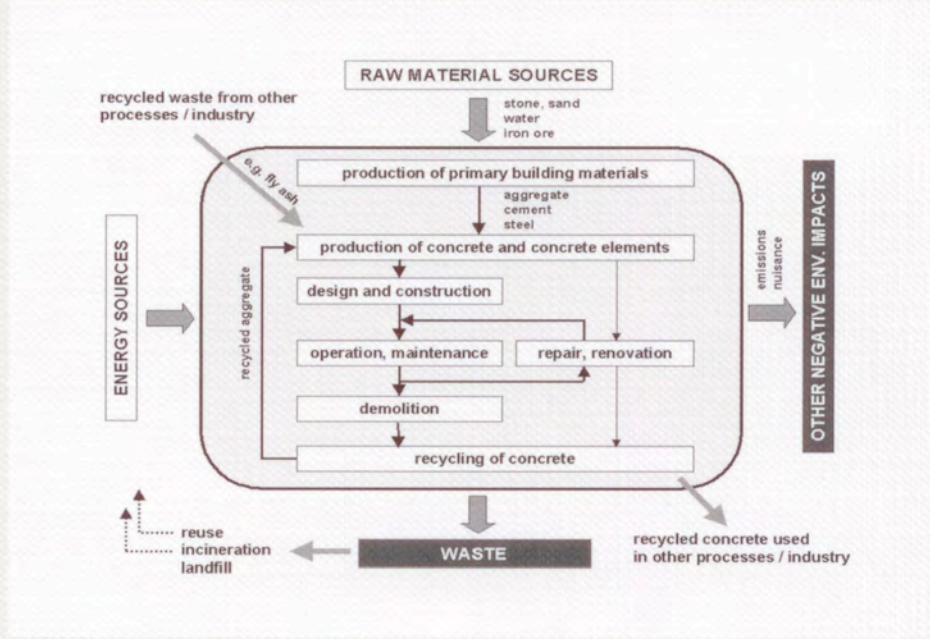 RAW MATERIAL SOURCES
recycled waste from other
processes / industry
stone, sand
water
iron ore
e.g. fly ash
production of primary building materials
aggregate
cement
steel
production of concrete and concrete elements
design and construction
operation, maintenance
repair, renovation
demolition
recycling of concrete
recycled aggregate
ENERGY SOURCES
emissions
nuisance
OTHER NEGATIVE ENV. IMPACTS
reuse
incineration
landfill
WASTE
recycled concrete used
in other processes / industry